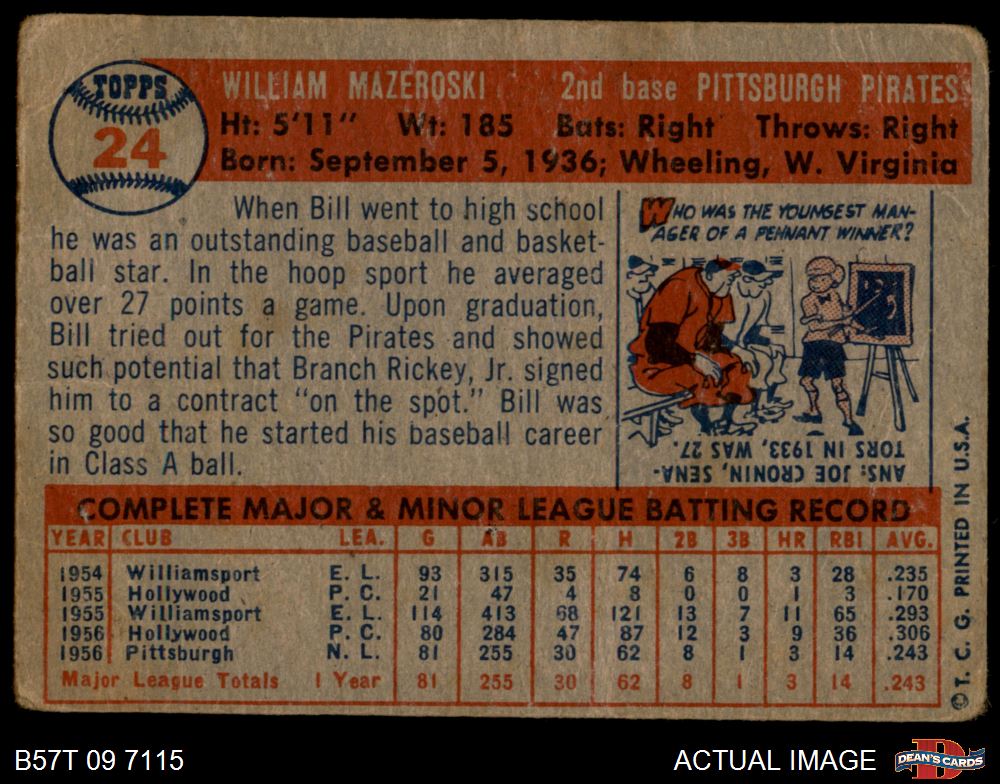 TOPPS
24
WILLIAM MAZEROSKI 2nd base PITTSBURGH PIRATES
Ht: 5'11" Wt: 185 Bats: Right Throws: Right
Born: September 5, 1936; Wheeling, W. Virginia
When Bill went to high school
he was an outstanding baseball and basket-
ball star. In the hoop sport he averaged
over 27 points a game. Upon graduation,
Bill tried out for the Pirates and showed
such potential that Branch Rickey, Jr. signed
him to a contract "on the spot." Bill was
so good that he started his baseball career
in Class A ball.
WHO WAS THE YOUNGEST MAN-
AGER OF A PENNANT WINNER?
ANS: JOE CRONIN, SENA-
TORS IN 1933, WAS 27.
COMPLETE MAJOR & MINOR LEAGUE BATTING RECORD
YEAR CLUB LEA. G AB R H 2B 3B HR RBI AVG.
1954 Williamsport E. L. 93 315 35 74 6 8 3 28 .235
1955 Hollywood P. C. 21 47 4 8 0 0 1 3 .170
1955 Williamsport E. L. 114 413 68 121 13 7 11 65 .293
1956 Hollywood P. C. 80 284 47 87 12 3 9 36 .306
1956 Pittsburgh N. L. 81 255 30 62 8 1 3 14 .243
Major League Totals 1 Year 81 255 30 62 8 1 3 14 .243
© T. C. G. PRINTED IN U.S.A.
B57T 09 7115
ACTUAL IMAGE
D
DEAN'S CARDS